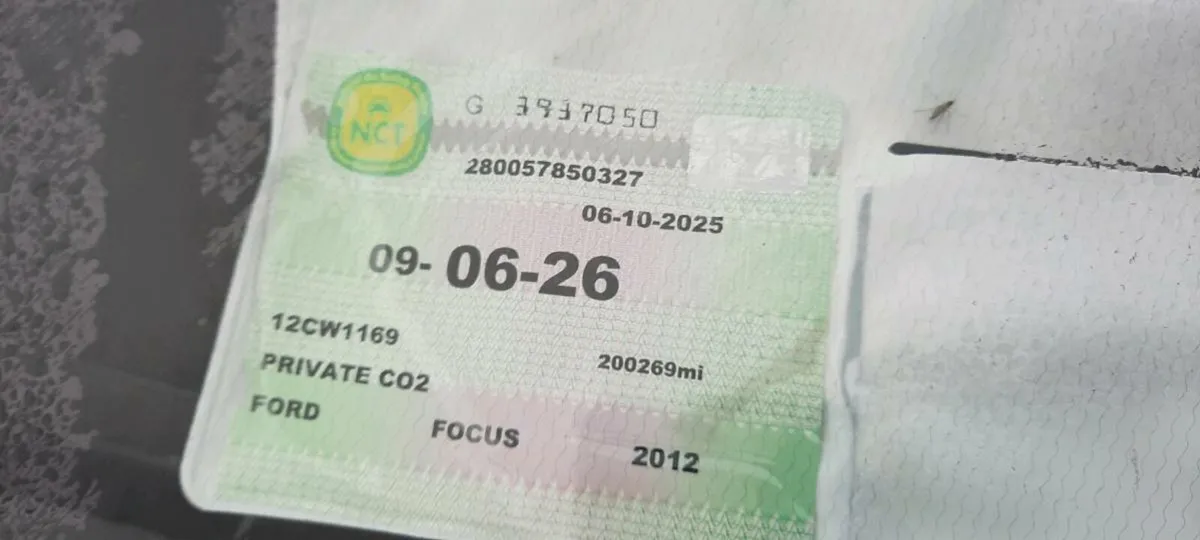 NCT
G 3937050
280057850327
06-10-2025
09-06-26
12CW1169
200269mi
PRIVATE CO2
FORD FOCUS 2012